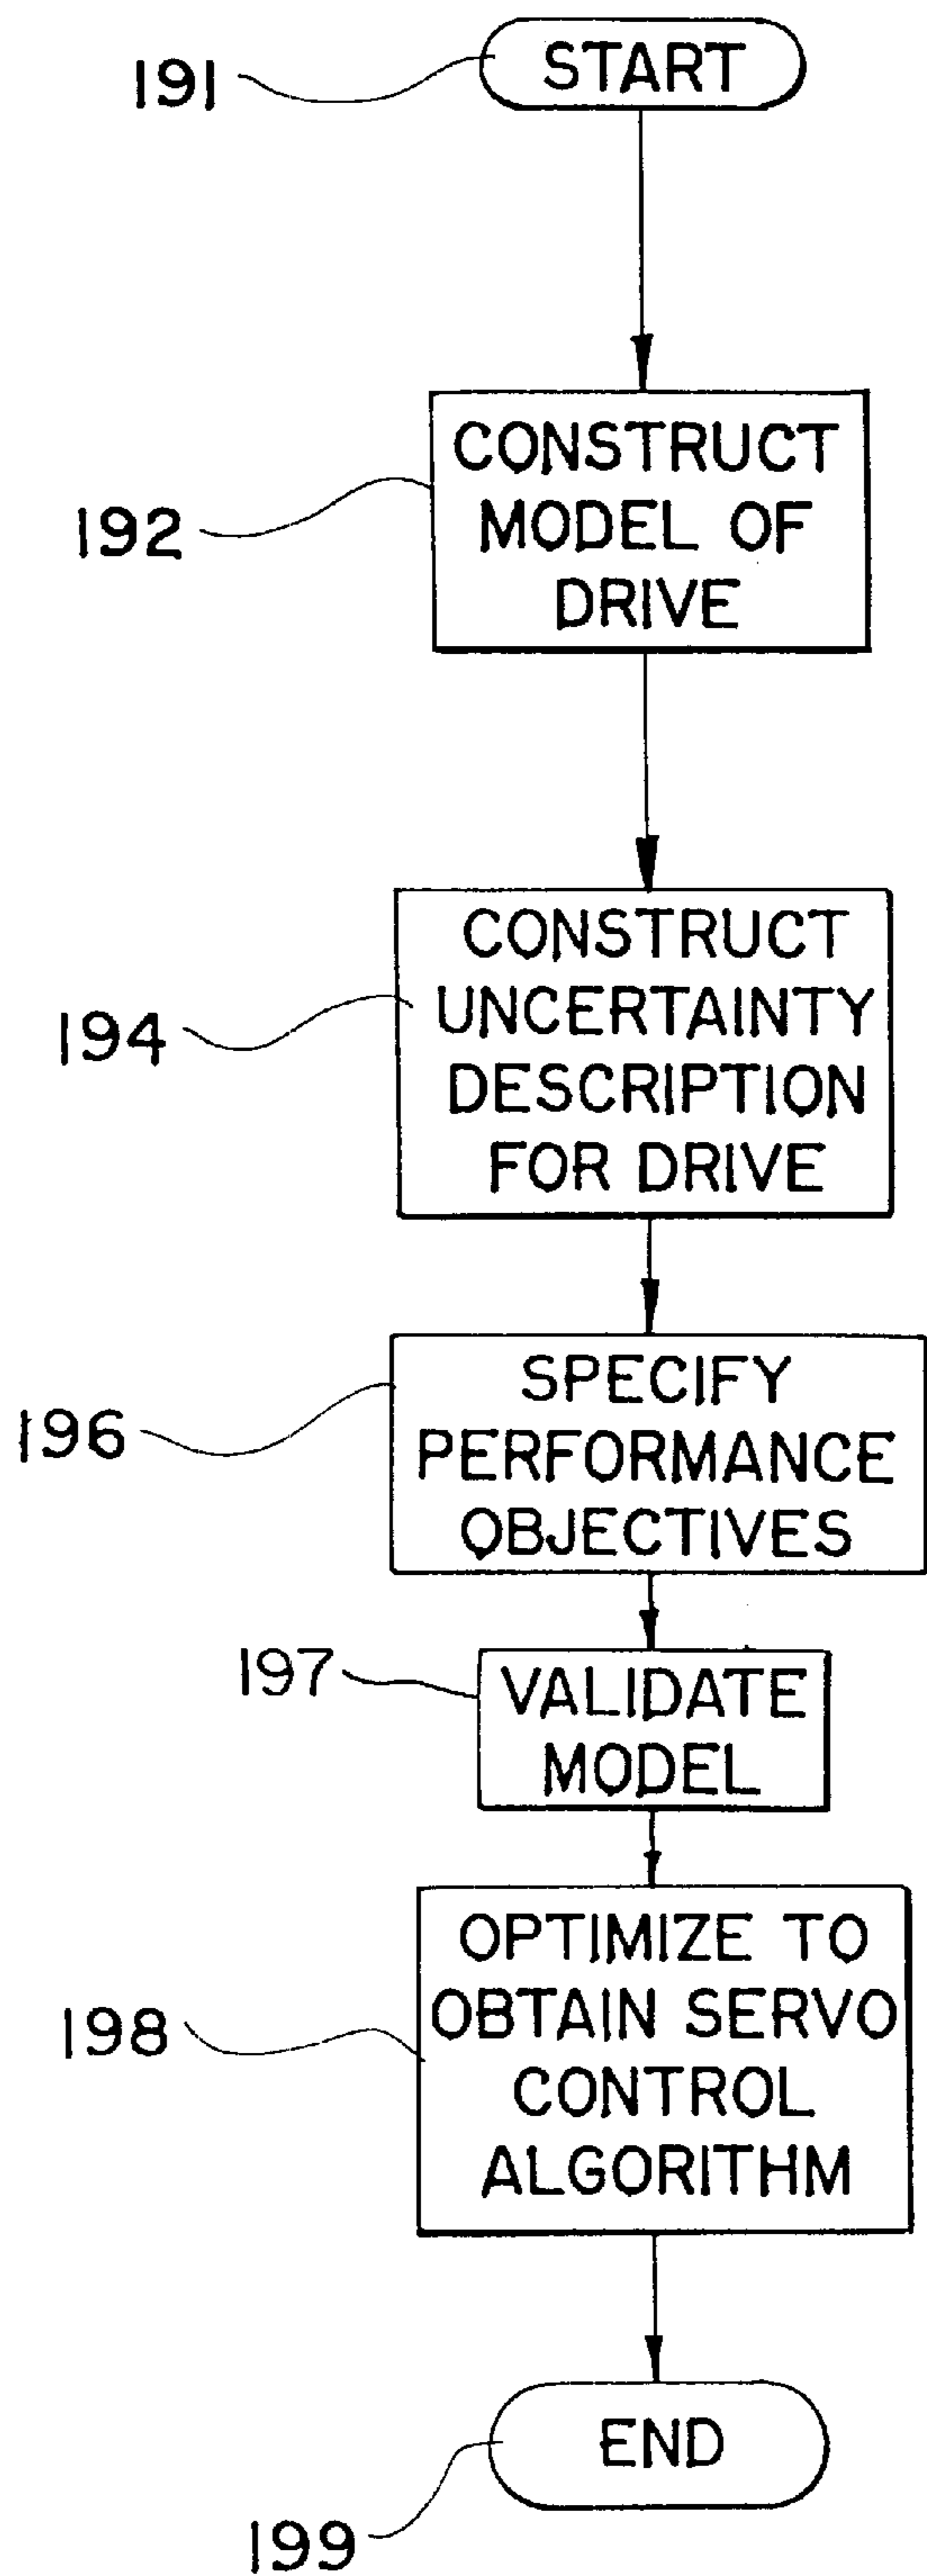 191
START
192
CONSTRUCT
MODEL OF
DRIVE
194
CONSTRUCT
UNCERTAINTY
DESCRIPTION
FOR DRIVE
196
SPECIFY
PERFORMANCE
OBJECTIVES
197
VALIDATE
MODEL
198
OPTIMIZE TO
OBTAIN SERVO
CONTROL
ALGORITHM
END
199